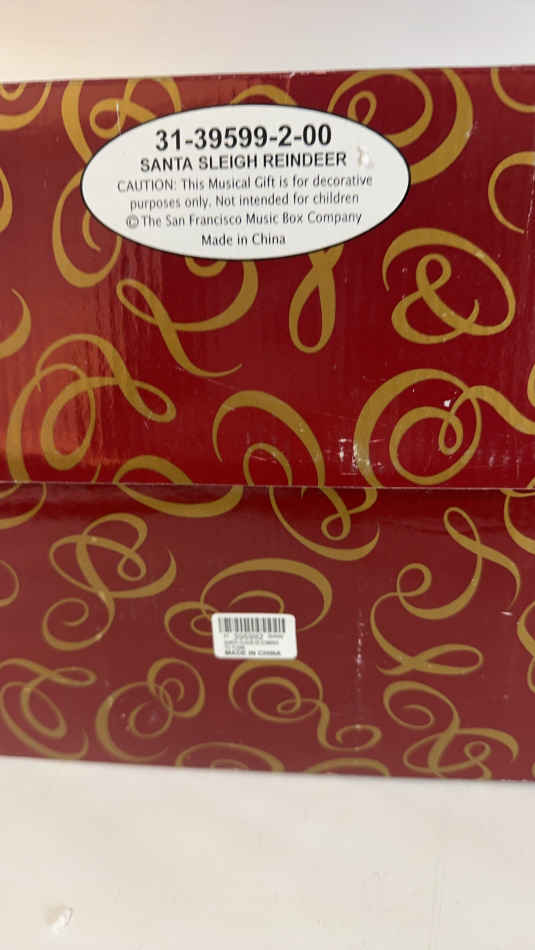 31-39599-2-00
SANTA SLEIGH REINDEER
CAUTION: This Musical Gift is for decorative
purposes only. Not intended for children
© The San Francisco Music Box Company
Made in China
MADE IN CHINA